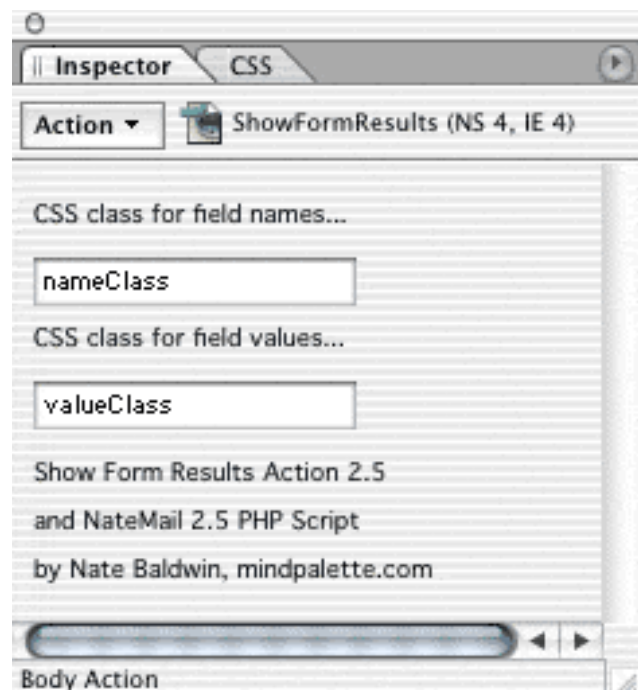 Inspector CSS
Action ShowFormResults (NS 4, IE 4)
CSS class for field names...
nameClass
CSS class for field values...
valueClass
Show Form Results Action 2.5
and NateMail 2.5 PHP Script
by Nate Baldwin, mindpalette.com
Body Action